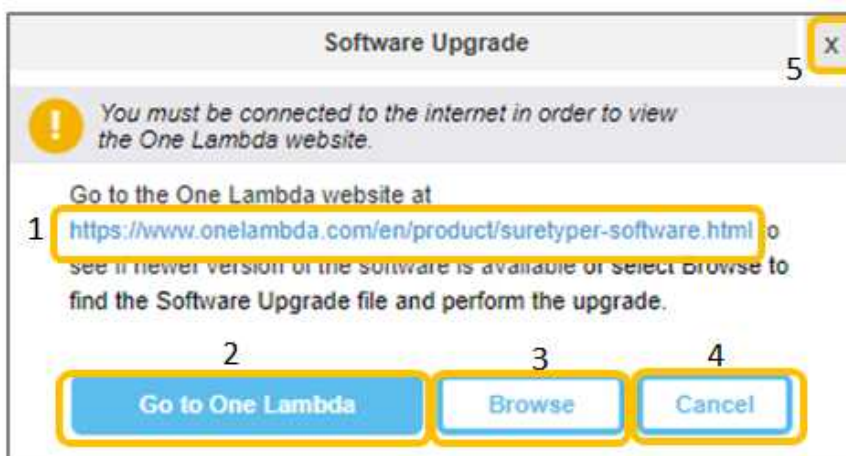 Software Upgrade
x
5
You must be connected to the internet in order to view
the One Lambda website.
Go to the One Lambda website at
1
https://www.onelambda.com/en/product/suretyper-software.html to
see if newer version of the software is available or select Browse to
find the Software Upgrade file and perform the upgrade.
2
3
4
Go to One Lambda
Browse
Cancel